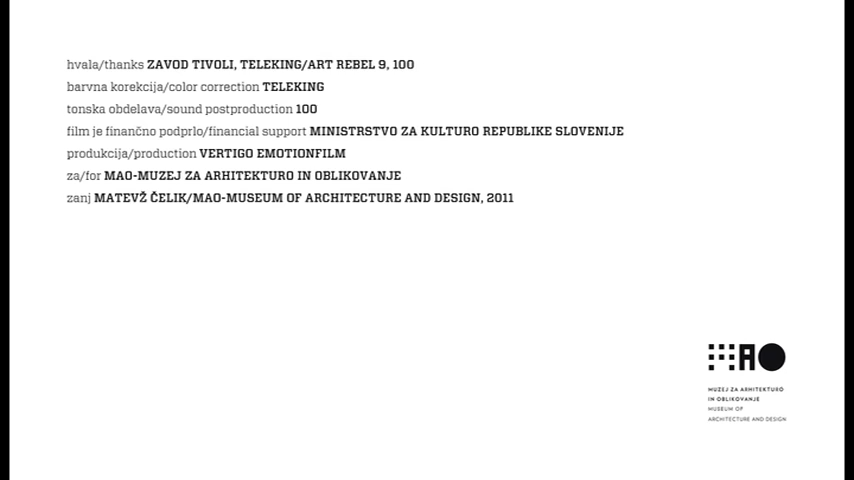 hvala/thanks ZAVOD TIVOLI, TELEKING/ART REBEL 9, 100
barvna korekcija/color correction TELEKING
tonska obdelava/sound postproduction 100
film je finančno podprlo/financial support MINISTRSTVO ZA KULTURO REPUBLIKE SLOVENIJE
produkcija/production VERTIGO EMOTIONFILM
za/for MAO-MUZEJ ZA ARHITEKTURO IN OBLIKOVANJE
zanj MATEVŽ ČELIK/MAO-MUSEUM OF ARCHITECTURE AND DESIGN, 2011
MAO
MUZEJ ZA ARHITEKTURO
IN OBLIKOVANJE
MUSEUM OF
ARCHITECTURE AND DESIGN